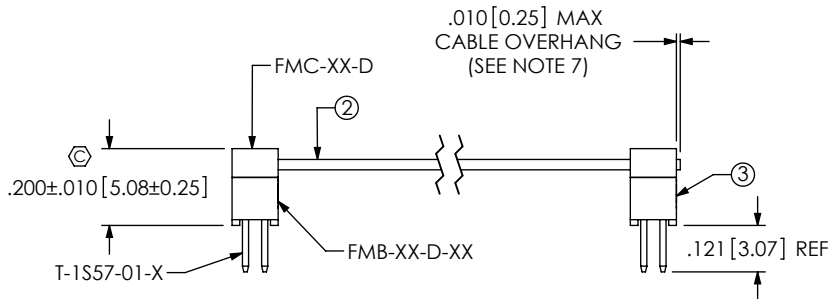 .010[0.25] MAX
CABLE OVERHANG
(SEE NOTE 7)
FMC-XX-D
2
C
.200±.010[5.08±0.25]
3
FMB-XX-D-XX
.121[3.07] REF
T-1S57-01-X